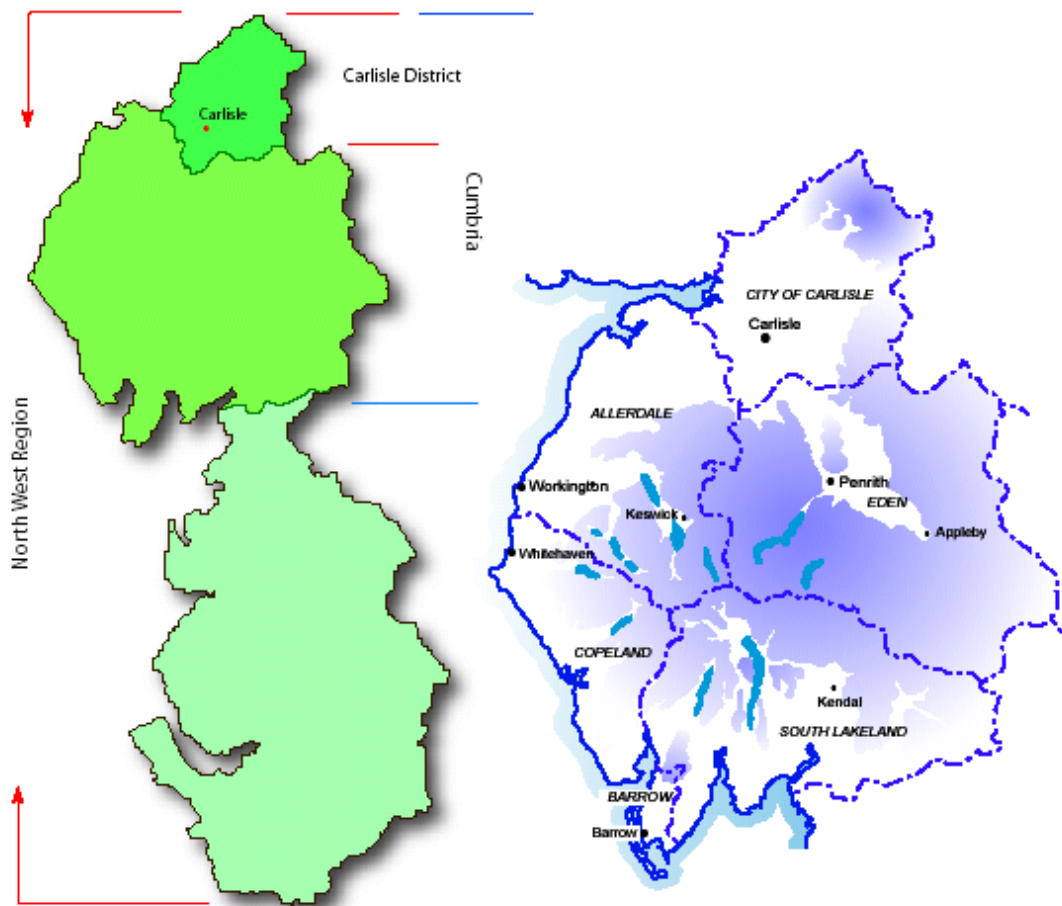 Carlisle District
Carlisle
Cumbria
North West Region
CITY OF CARLISLE
Carlisle
ALLERDALE
Workington
Penrith
EDEN
Keswick
Appleby
Whitehaven
COPELAND
Kendal
SOUTH LAKELAND
BARROW
Barrow